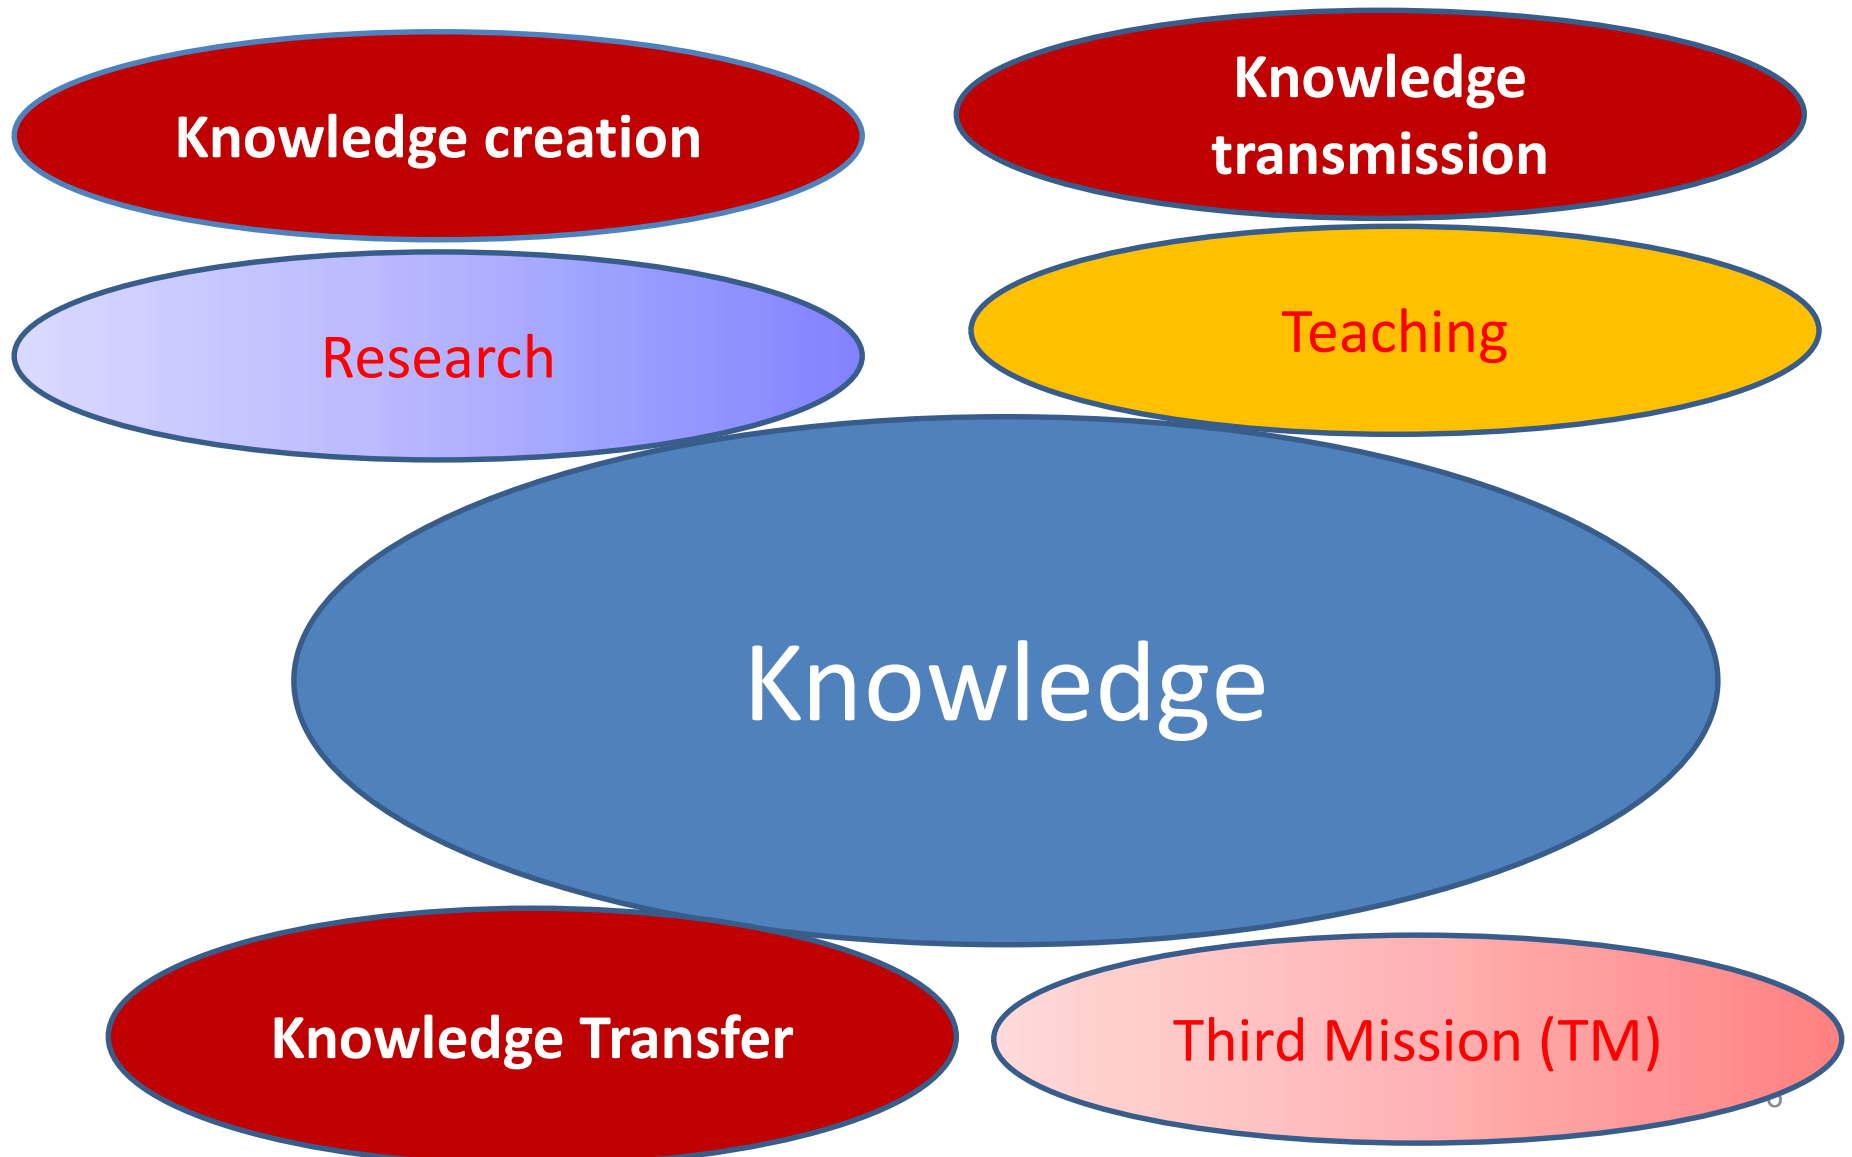 Knowledge creation
Knowledge
transmission
Research
Teaching
Knowledge
Knowledge Transfer
Third Mission (TM)